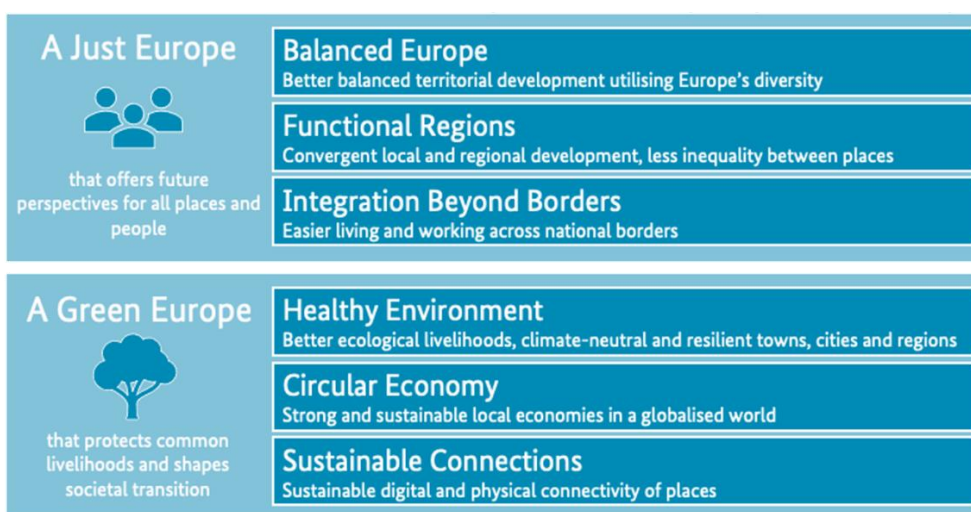 A Just Europe
that offers future
perspectives for all places and
people
Balanced Europe
Better balanced territorial development utilising Europe's diversity
Functional Regions
Convergent local and regional development, less inequality between places
Integration Beyond Borders
Easier living and working across national borders
A Green Europe
that protects common
livelihoods and shapes
societal transition
Healthy Environment
Better ecological livelihoods, climate-neutral and resilient towns, cities and regions
Circular Economy
Strong and sustainable local economies in a globalised world
Sustainable Connections
Sustainable digital and physical connectivity of places